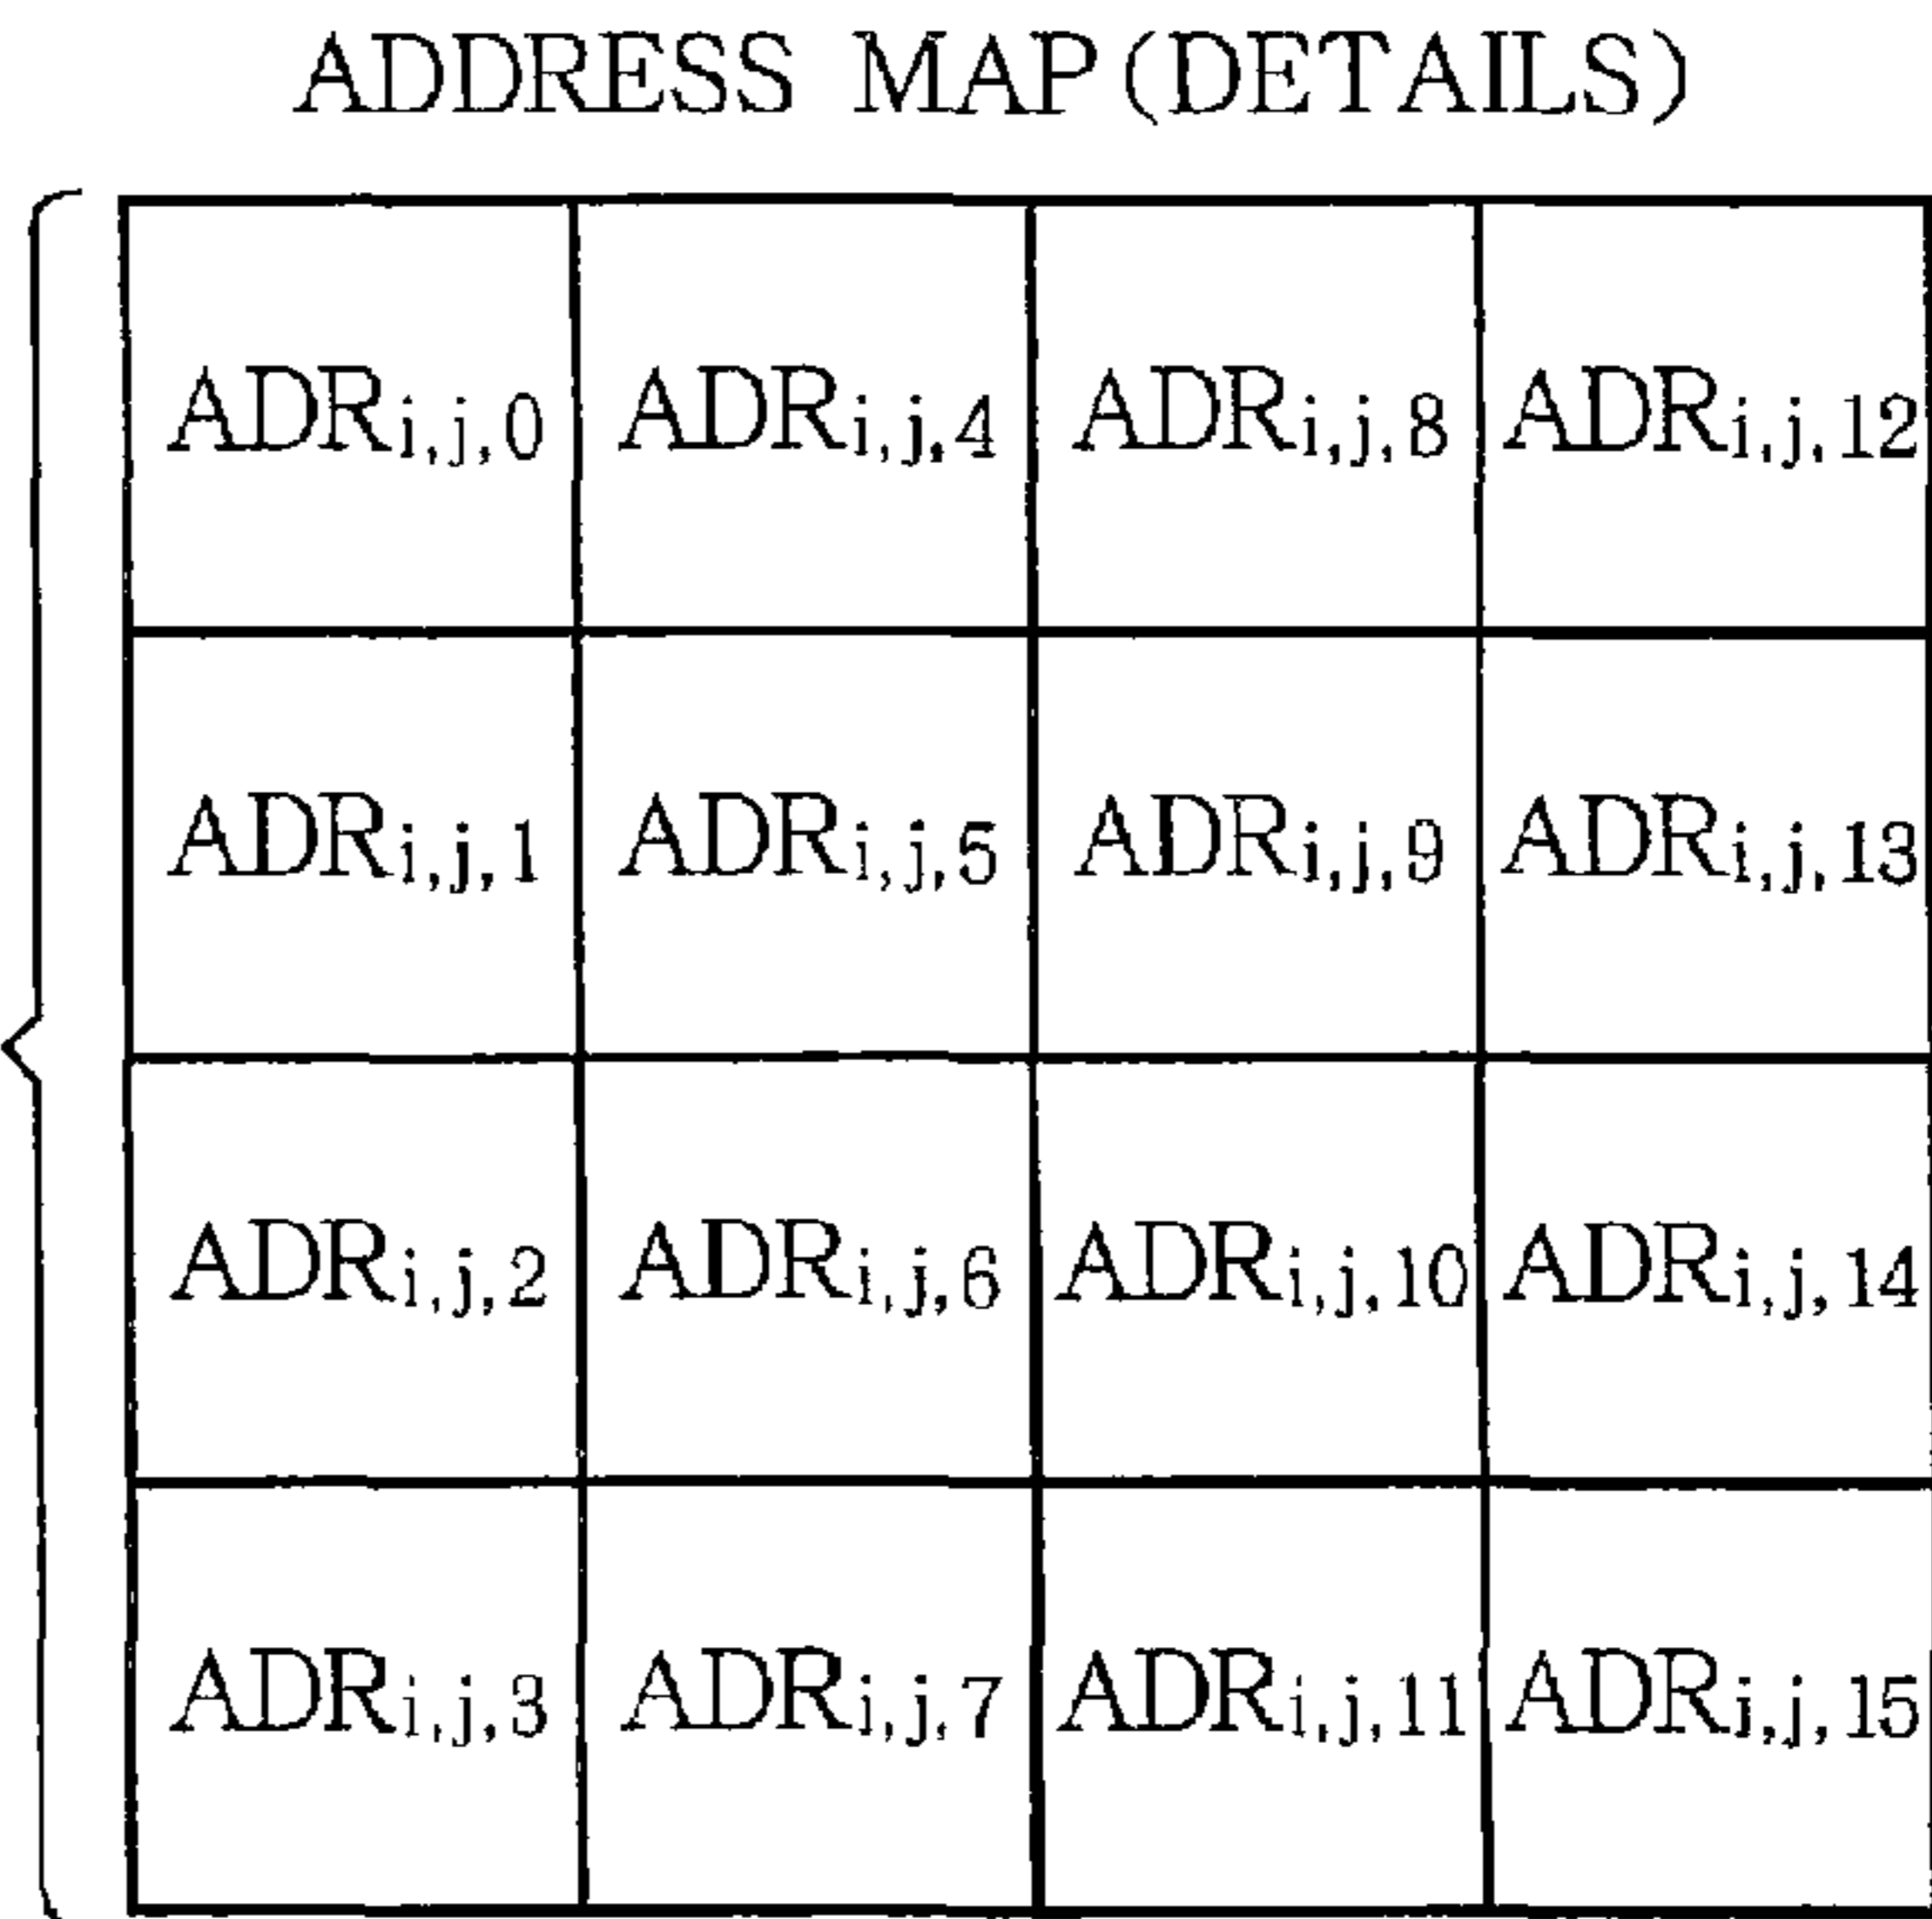 ADDRESS MAP(DETAILS)
ADRi,j,0 ADRi,j,4 ADRi,j,8 ADRi,j,12
ADRi,j,1 ADRi,j,5 ADRi,j,9 ADRi,j,13
ADRi,j,2 ADRi,j,6 ADRi,j,10 ADRi,j,14
ADRi,j,3 ADRi,j,7 ADRi,j,11 ADRi,j,15